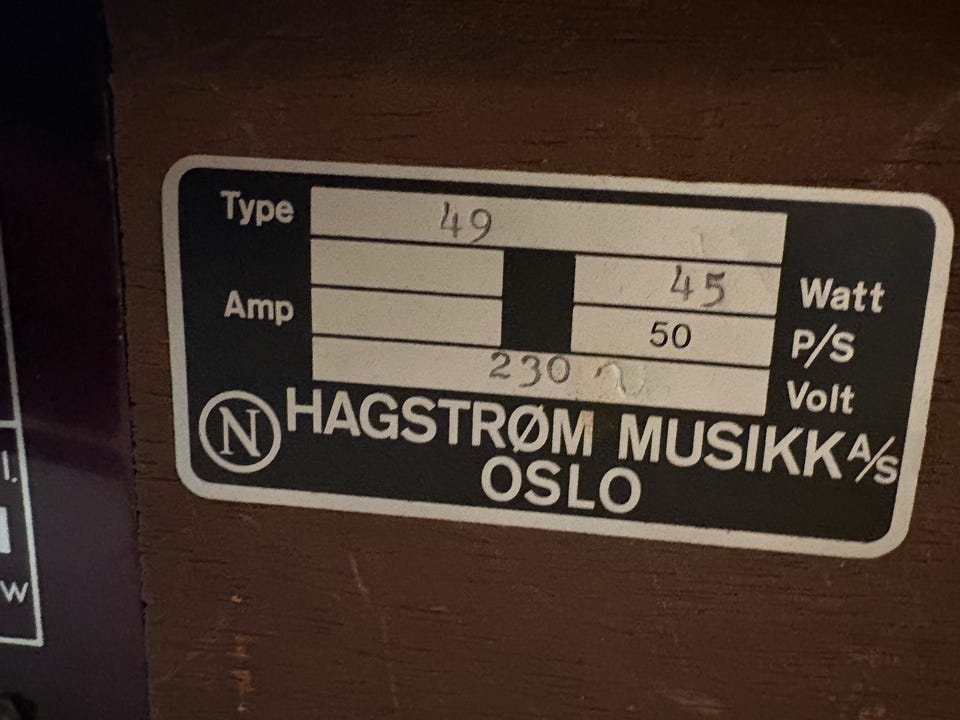 Type 49
45 Watt
Amp 50 P/S
230 ~ Volt
N HAGSTRØM MUSIKK A/S
OSLO
W